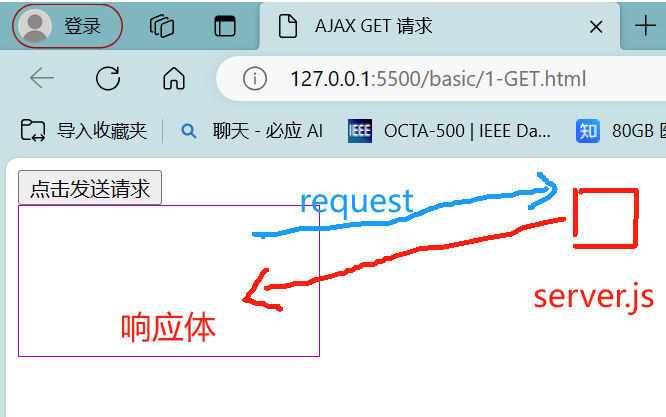 登录
AJAX GET 请求
127.0.0.1:5500/basic/1-GET.html
导入收藏夹
聊天 - 必应 AI
IEEE
OCTA-500 | IEEE Da...
知
80GB
点击发送请求
request
server.js
响应体